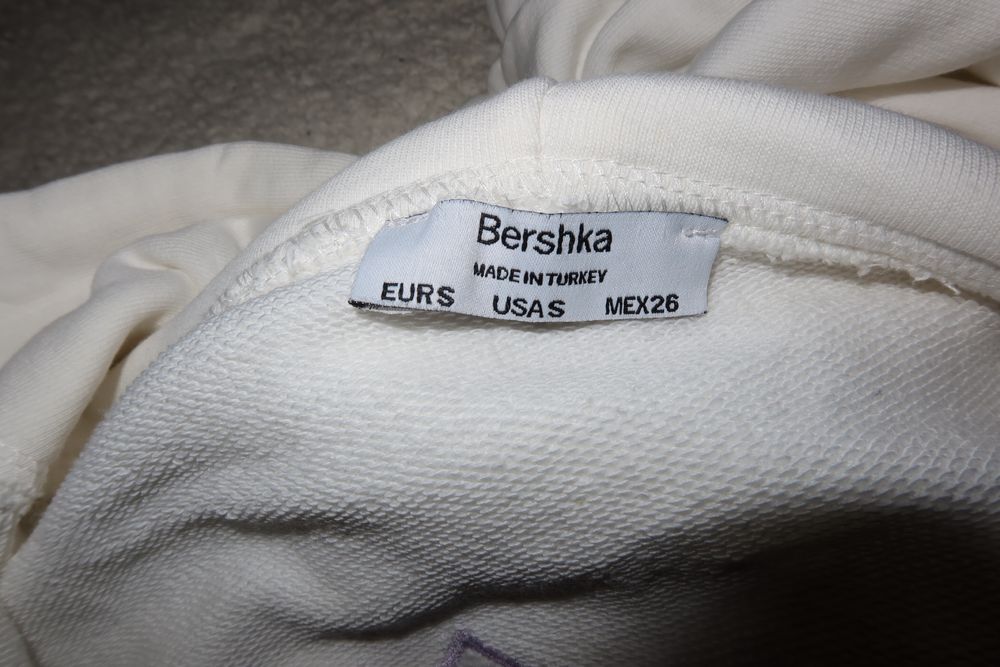 Bershka
MADE IN TURKEY
EUR S USA S MEX 26